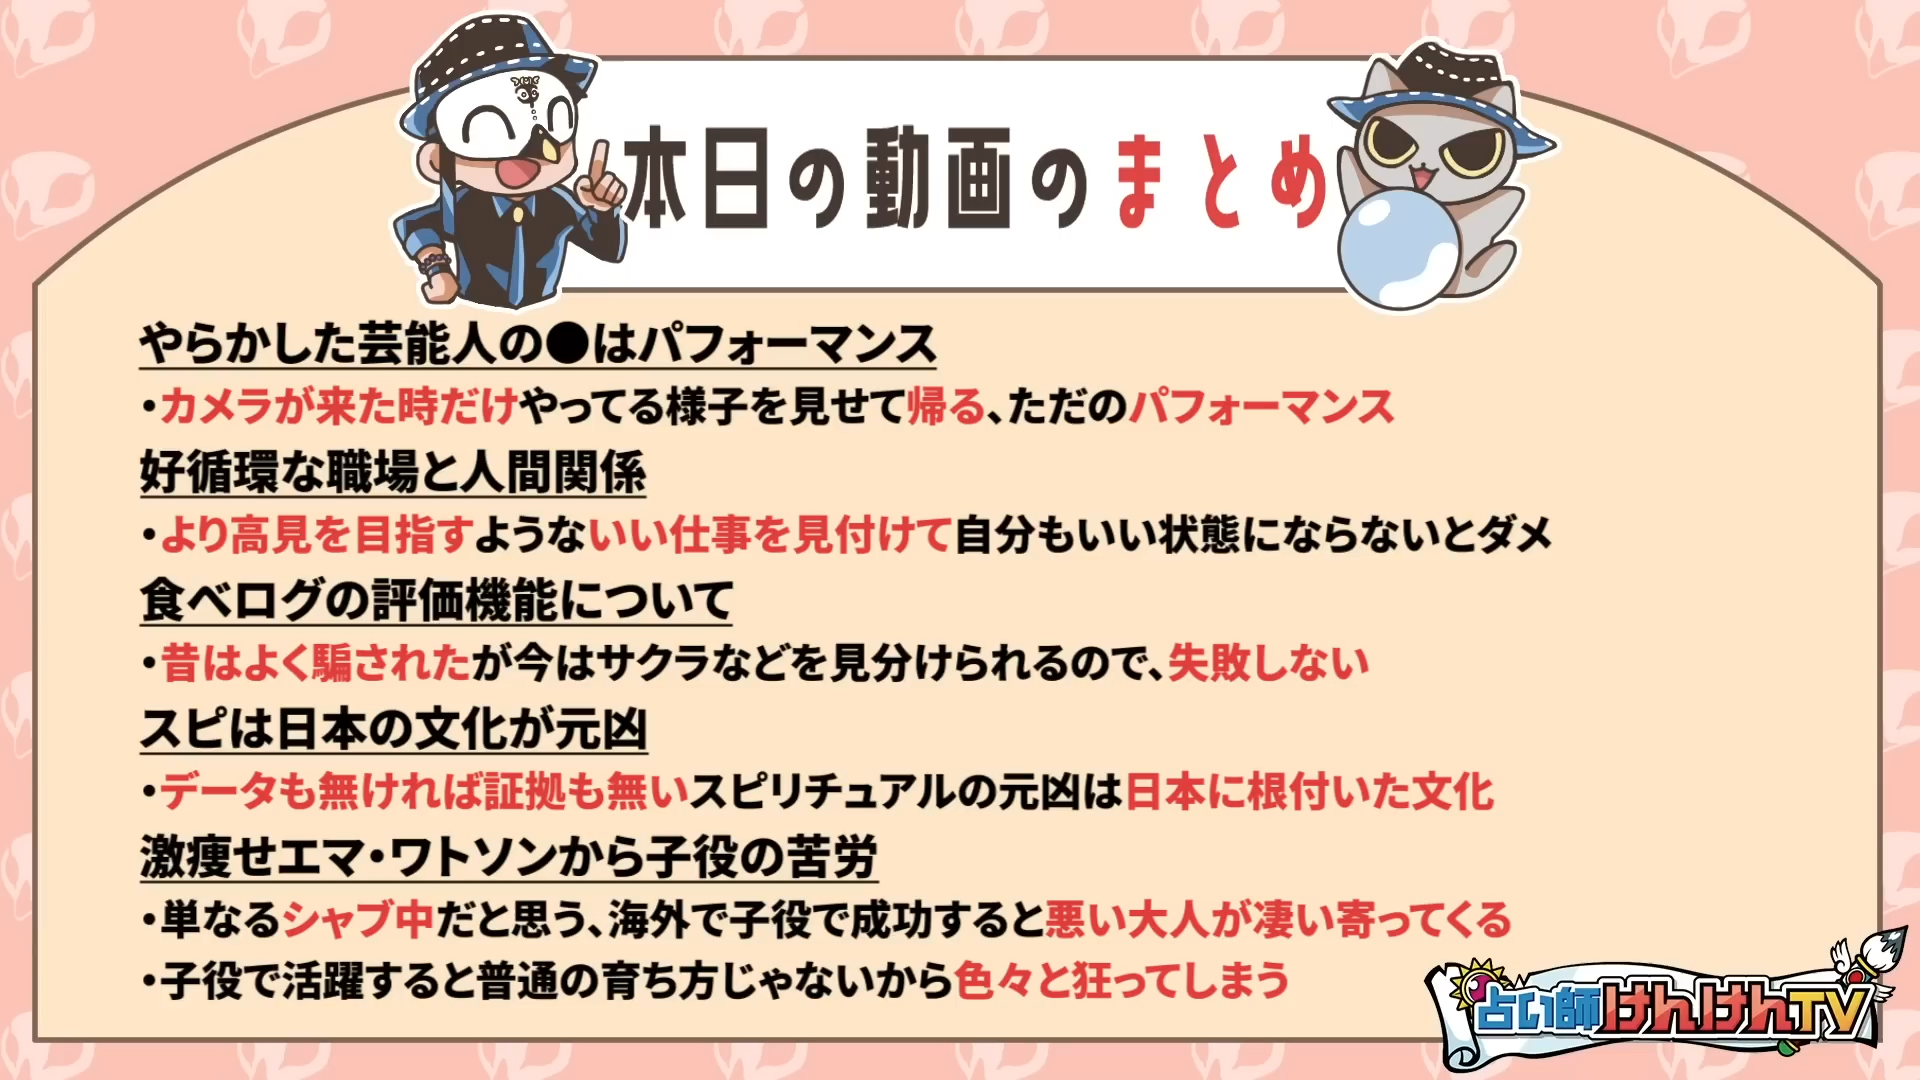 本日の動画のまとめ
やらかした芸能人の●はパフォーマンス
・カメラが来た時だけやってる様子を見せて帰る、ただのパフォーマンス
好循環な職場と人間関係
・より高見を目指すようないい仕事を見付けて自分もいい状態にならないとダメ
食べログの評価機能について
・昔はよく騙されたが今はサクラなどを見分けられるので、失敗しない
スピは日本の文化が元凶
・データも無ければ証拠も無いスピリチュアルの元凶は日本に根付いた文化
激痩せエマ・ワトソンから子役の苦労
・単なるシャブ中だと思う、海外で子役で成功すると悪い大人が凄い寄ってくる
・子役で活躍すると普通の育ち方じゃないから色々と狂ってしまう
占い師けんけんTV